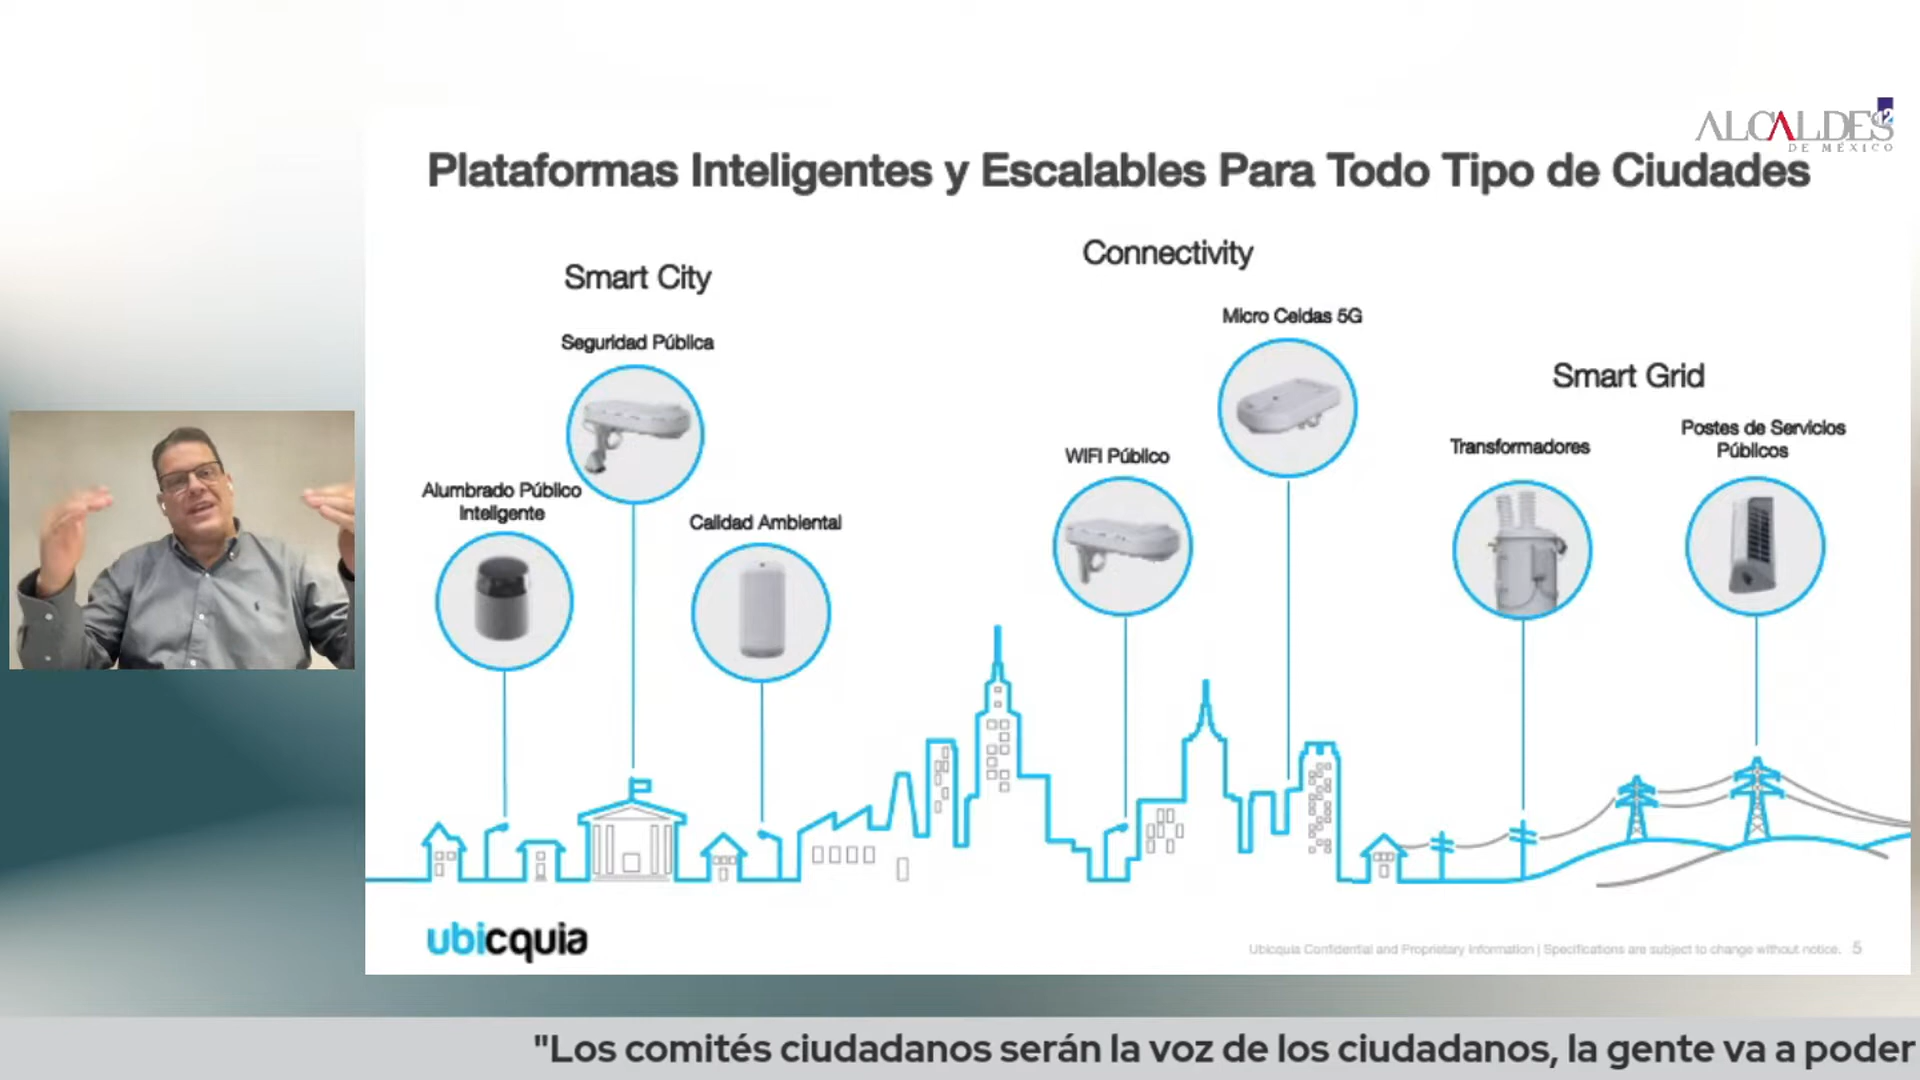 ALCALDES
12
DE MÉXICO
Plataformas Inteligentes y Escalables Para Todo Tipo de Ciudades
Connectivity
Smart City
Micro Celdas 5G
Seguridad Pública
Smart Grid
Postes de Servicios
Públicos
Transformadores
WIFI Público
Alumbrado Público
Inteligente
Calidad Ambiental
ubicquia
Ubicquia Confidential and Proprietary Information | Specifications are subject to change without notice. 5
"Los comités ciudadanos serán la voz de los ciudadanos, la gente va a poder